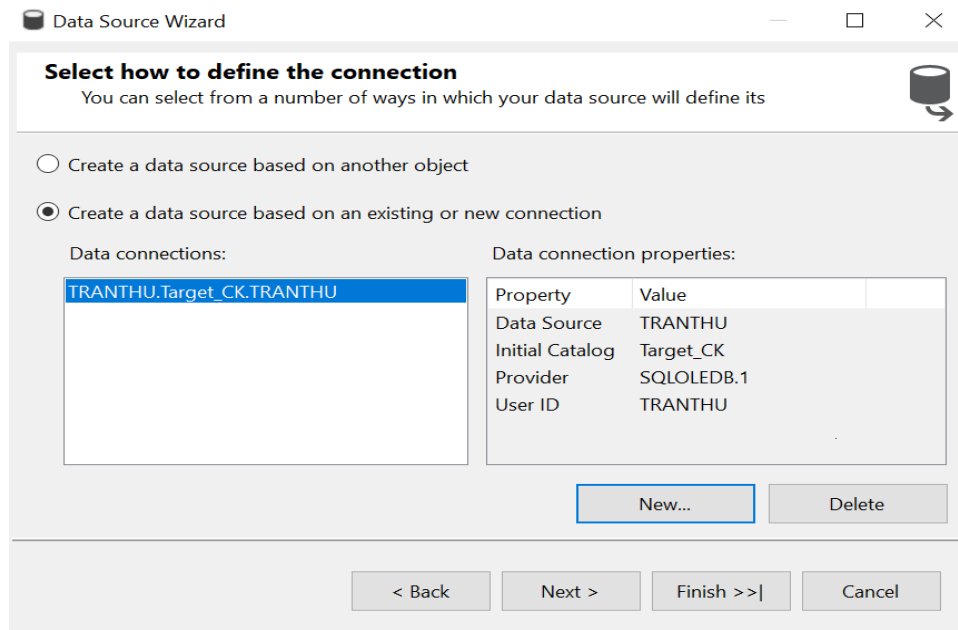 Data Source Wizard
Select how to define the connection
You can select from a number of ways in which your data source will define its
Create a data source based on another object
Create a data source based on an existing or new connection
Data connections:
Data connection properties:
TRANTHU.Target_CK.TRANTHU
Property Value
Data Source TRANTHU
Initial Catalog Target_CK
Provider SQLOLEDB.1
User ID TRANTHU
New... Delete
< Back Next > Finish >>| Cancel